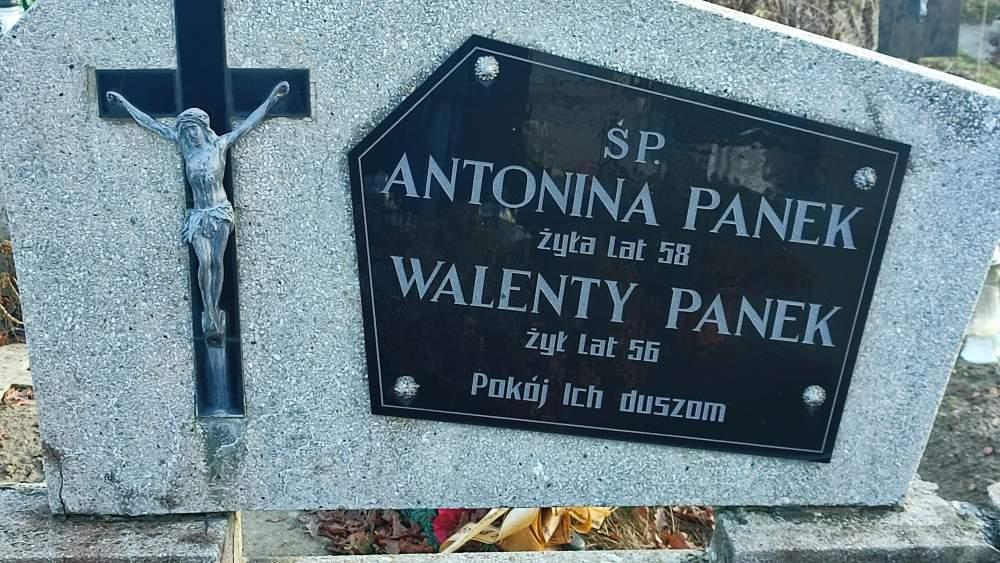 ŚP.
ANTONINA PANEK
żyła lat 58
WALENTY PANEK
żył lat 56
Pokój Ich duszom